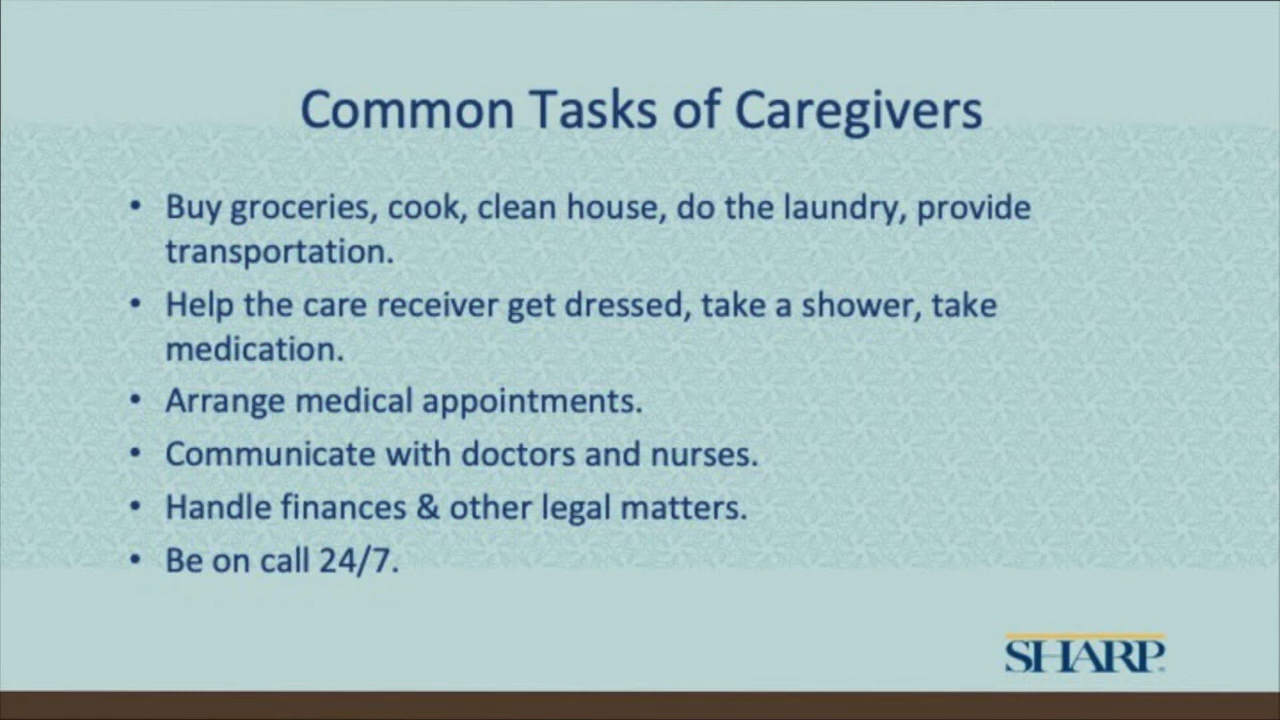 Common Tasks of Caregivers
• Buy groceries, cook, clean house, do the laundry, provide
transportation.
• Help the care receiver get dressed, take a shower, take
medication.
• Arrange medical appointments.
• Communicate with doctors and nurses.
• Handle finances & other legal matters.
• Be on call 24/7.
SHARP